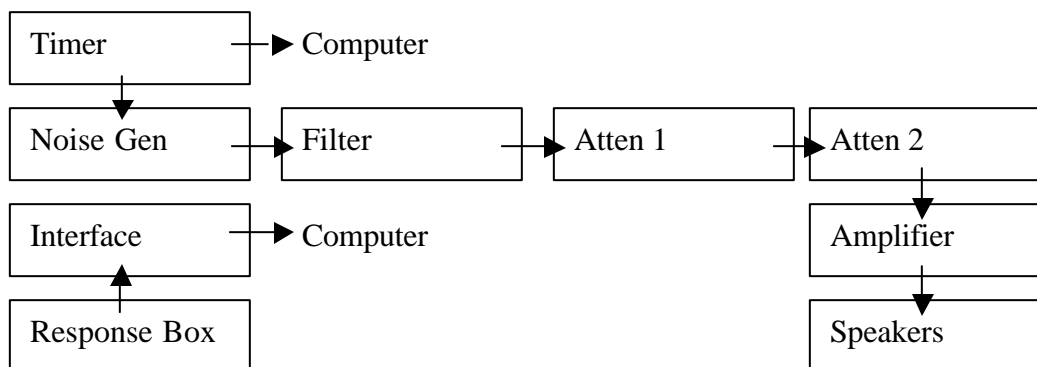 Timer
Computer
Noise Gen
Filter
Atten 1
Atten 2
Interface
Computer
Amplifier
Response Box
Speakers